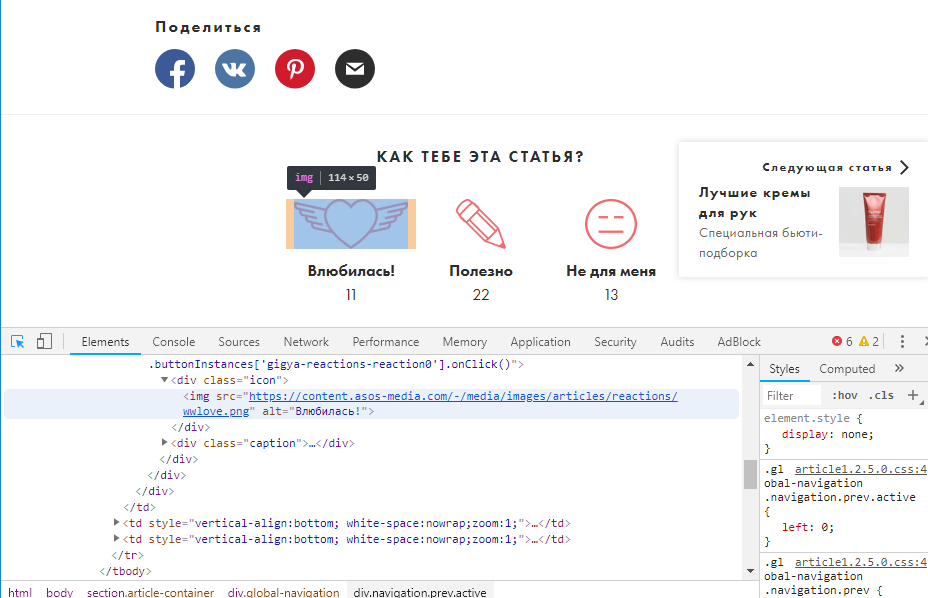 Поделиться
КАК ТЕБЕ ЭТА СТАТЬЯ?
img 114 × 50
Влюбилась! Полезно Не для меня
11 22 13
Следующая статья
Лучшие кремы
для рук
Специальная бьюти-
подборка
Elements Console Sources Network Performance Memory Application Security Audits AdBlock 6 2
.buttonInstances['gigya-reactions-reaction0'].onClick()">
<div class="icon">
<img src="https://content.asos-media.com/-/media/images/articles/reactions/
wwlove.png" alt="Влюбилась!">
</div>
<div class="caption">…</div>
</div>
</div>
</div>
</td>
<td style="vertical-align:bottom; white-space:nowrap;zoom:1;">…</td>
<td style="vertical-align:bottom; white-space:nowrap;zoom:1;">…</td>
</tr>
</tbody>
html body section.article-container div.global-navigation div.navigation.prev.active
Styles Computed »
Filter :hov .cls +
element.style {
display: none;
}
.gl article1.2.5.0.css:4
obal-navigation
.navigation.prev.active
{
left: 0;
}
.gl article1.2.5.0.css:4
obal-navigation
.navigation.prev {